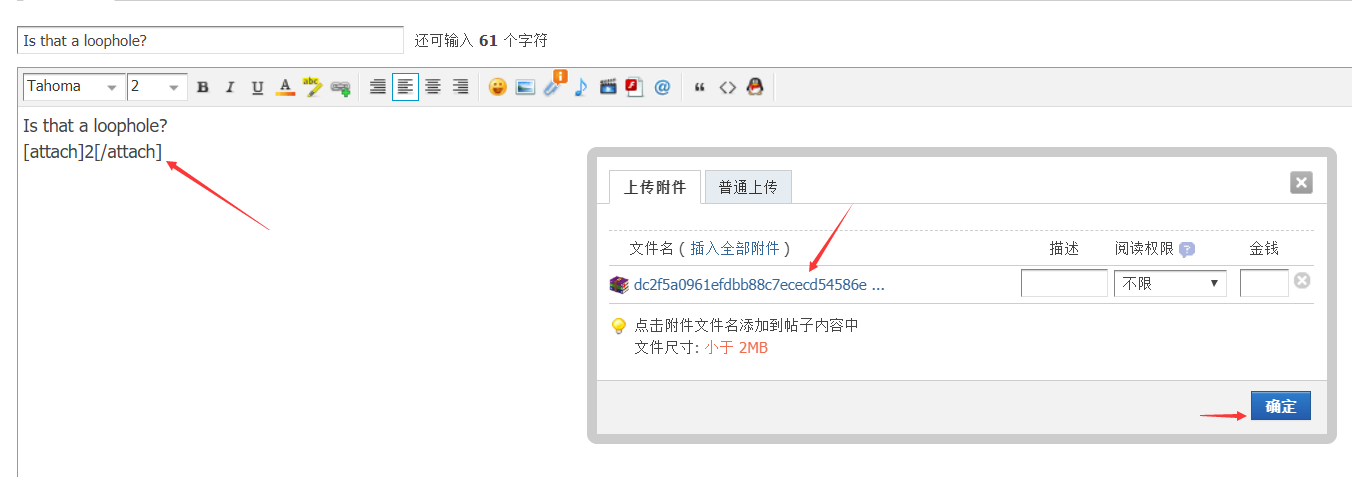 Is that a loophole? 还可输入 61 个字符
Tahoma 2 B I U A abc @ “ <>
Is that a loophole?
[attach]2[/attach]
上传附件 普通上传
文件名 ( 插入全部附件 ) 描述 阅读权限 ? 金钱
dc2f5a0961efdbb88c7ececd54586e ... 不限
点击附件文件名添加到帖子内容中
文件尺寸: 小于 2MB
确定